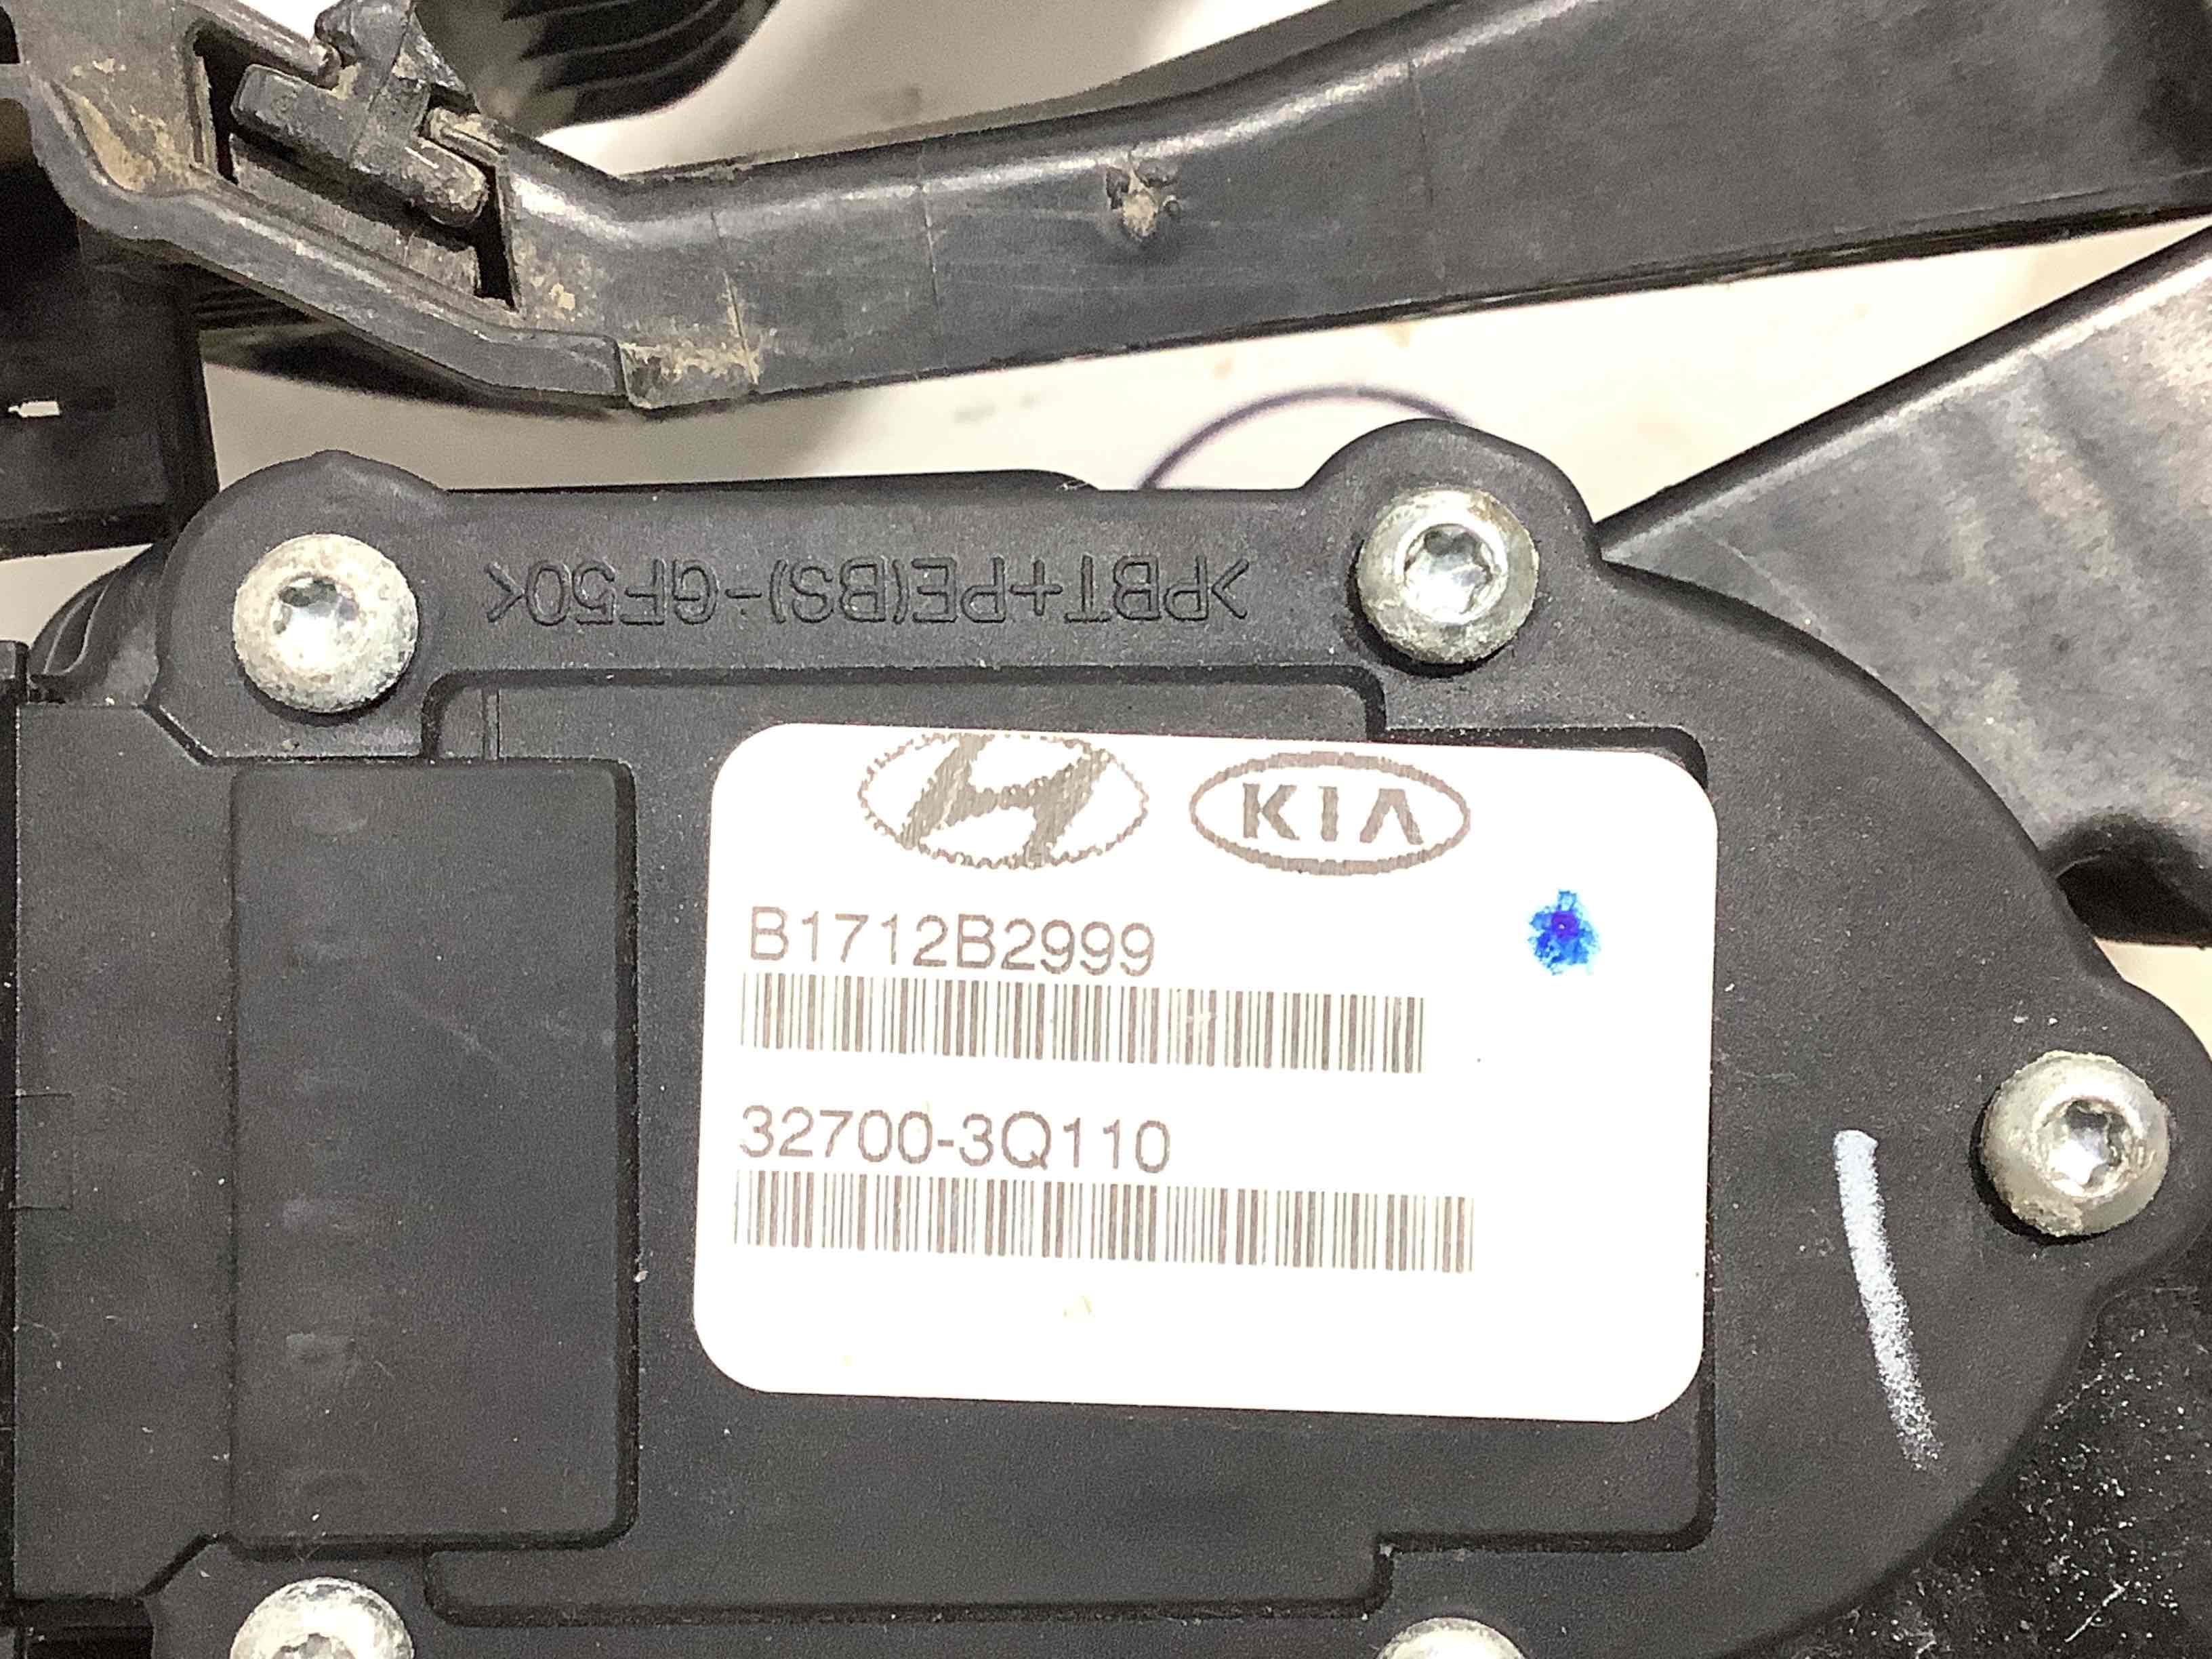 >PBT+PE(BS)-GF50<
KIA
B1712B2999
32700-3Q110